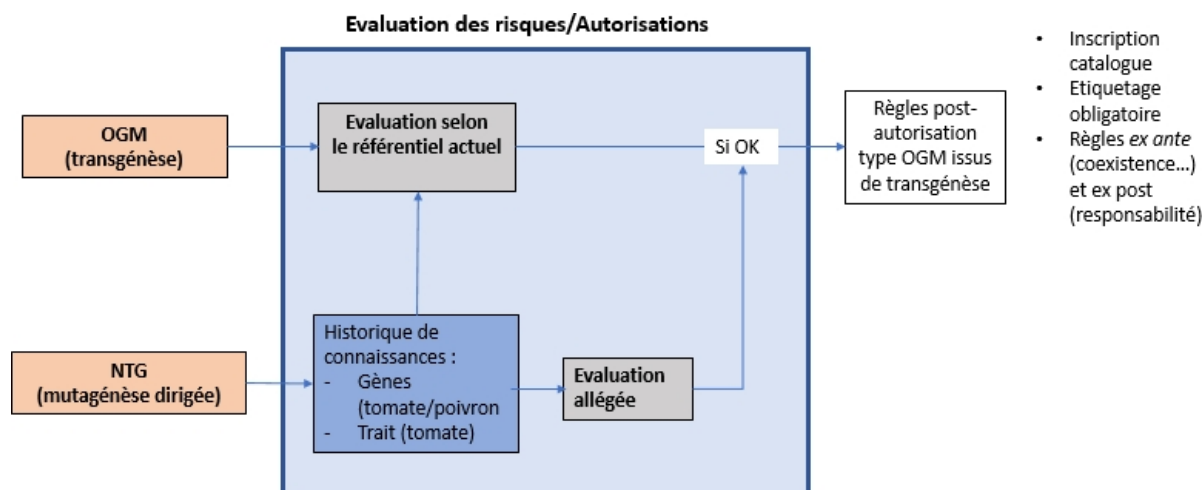 Evaluation des risques/Autorisations
OGM
(transgénèse)
Evaluation selon
le référentiel actuel
Si OK
Règles post-
autorisation
type OGM issus
de transgénèse
• Inscription
catalogue
• Etiquetage
obligatoire
• Règles ex ante
(coexistence...)
et ex post
(responsabilité)
NTG
(mutagénèse dirigée)
Historique de
connaissances :
- Gènes
(tomate/poivron
- Trait (tomate)
Evaluation
allégée